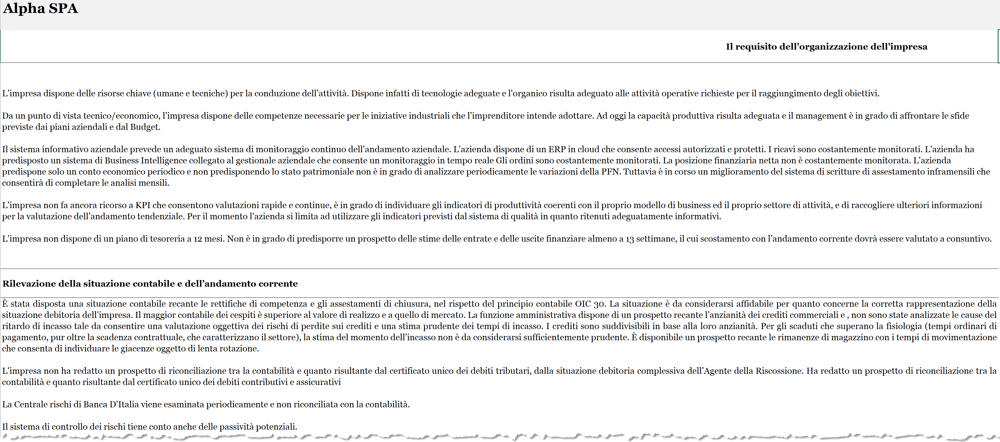 Alpha SPA
Il requisito dell’organizzazione dell’impresa
L’impresa dispone delle risorse chiave (umane e tecniche) per la conduzione dell’attività. Dispone infatti di tecnologie adeguate e l'organico risulta adeguato alle attività operative richieste per il raggiungimento degli obiettivi.
Da un punto di vista tecnico/economico, l’impresa dispone delle competenze necessarie per le iniziative industriali che l’imprenditore intende adottare. Ad oggi la capacità produttiva risulta adeguata e il management è in grado di affrontare le sfide
previste dai piani aziendali e dal Budget.
Il sistema informativo aziendale prevede un adeguato sistema di monitoraggio continuo dell'andamento aziendale. L'azienda dispone di un ERP in cloud che consente accessi autorizzati e protetti. I ricavi sono costantemente monitorati. L'azienda ha
predisposto un sistema di Business Intelligence collegato al gestionale aziendale che consente un monitoraggio in tempo reale Gli ordini sono costantemente monitorati. La posizione finanziaria netta non è costantemente monitorata. L'azienda
predispone solo un conto economico periodico e non predisponendo lo stato patrimoniale non è in grado di analizzare periodicamente le variazioni della PFN. Tuttavia è in corso un miglioramento del sistema di scritture di assestamento inframensili che
consentirà di completare le analisi mensili.
L'impresa non fa ancora ricorso a KPI che consentono valutazioni rapide e continue, è in grado di individuare gli indicatori di produttività coerenti con il proprio modello di business ed il proprio settore di attività, e di raccogliere ulteriori informazioni
per la valutazione dell’andamento tendenziale. Per il momento l'azienda si limita ad utilizzare gli indicatori previsti dal sistema di qualità in quanto ritenuti adeguatamente informativi.
L'impresa non dispone di un piano di tesoreria a 12 mesi. Non è in grado di predisporre un prospetto delle stime delle entrate e delle uscite finanziare almeno a 13 settimane, il cui scostamento con l’andamento corrente dovrà essere valutato a consuntivo.
Rilevazione della situazione contabile e dell’andamento corrente
È stata disposta una situazione contabile recante le rettifiche di competenza e gli assestamenti di chiusura, nel rispetto del principio contabile OIC 30. La situazione è da considerarsi affidabile per quanto concerne la corretta rappresentazione della
situazione debitoria dell'impresa. Il maggior contabile dei cespiti è superiore al valore di realizzo e a quello di mercato. La funzione amministrativa dispone di un prospetto recante l’anzianità dei crediti commerciali e , non sono state analizzate le cause del
ritardo di incasso tale da consentire una valutazione oggettiva dei rischi di perdite sui crediti e una stima prudente dei tempi di incasso. I crediti sono suddivisibili in base alla loro anzianità. Per gli scaduti che superano la fisiologia (tempi ordinari di
pagamento, pur oltre la scadenza contrattuale, che caratterizzano il settore), la stima del momento dell’incasso non è da considerarsi sufficientemente prudente. È disponibile un prospetto recante le rimanenze di magazzino con i tempi di movimentazione
che consenta di individuare le giacenze oggetto di lenta rotazione.
L'impresa non ha redatto un prospetto di riconciliazione tra la contabilità e quanto risultante dal certificato unico dei debiti tributari, dalla situazione debitoria complessiva dell’Agente della Riscossione. Ha redatto un prospetto di riconciliazione tra la
contabilità e quanto risultante dal certificato unico dei debiti contributivi e assicurativi
La Centrale rischi di Banca D'Italia viene esaminata periodicamente e non riconciliata con la contabilità.
Il sistema di controllo dei rischi tiene conto anche delle passività potenziali.